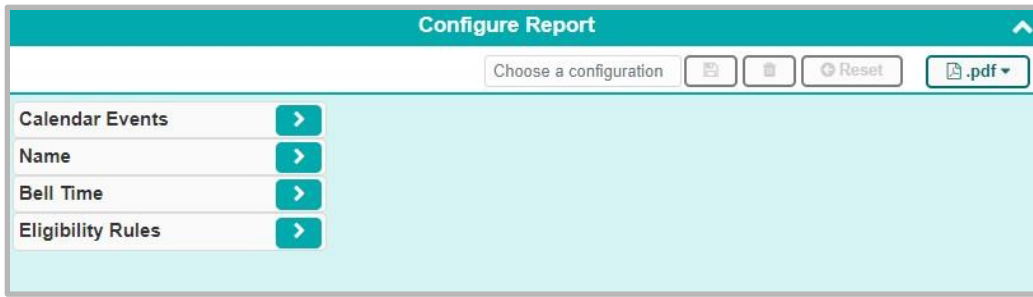 Configure Report
Choose a configuration Reset .pdf
Calendar Events
Name
Bell Time
Eligibility Rules